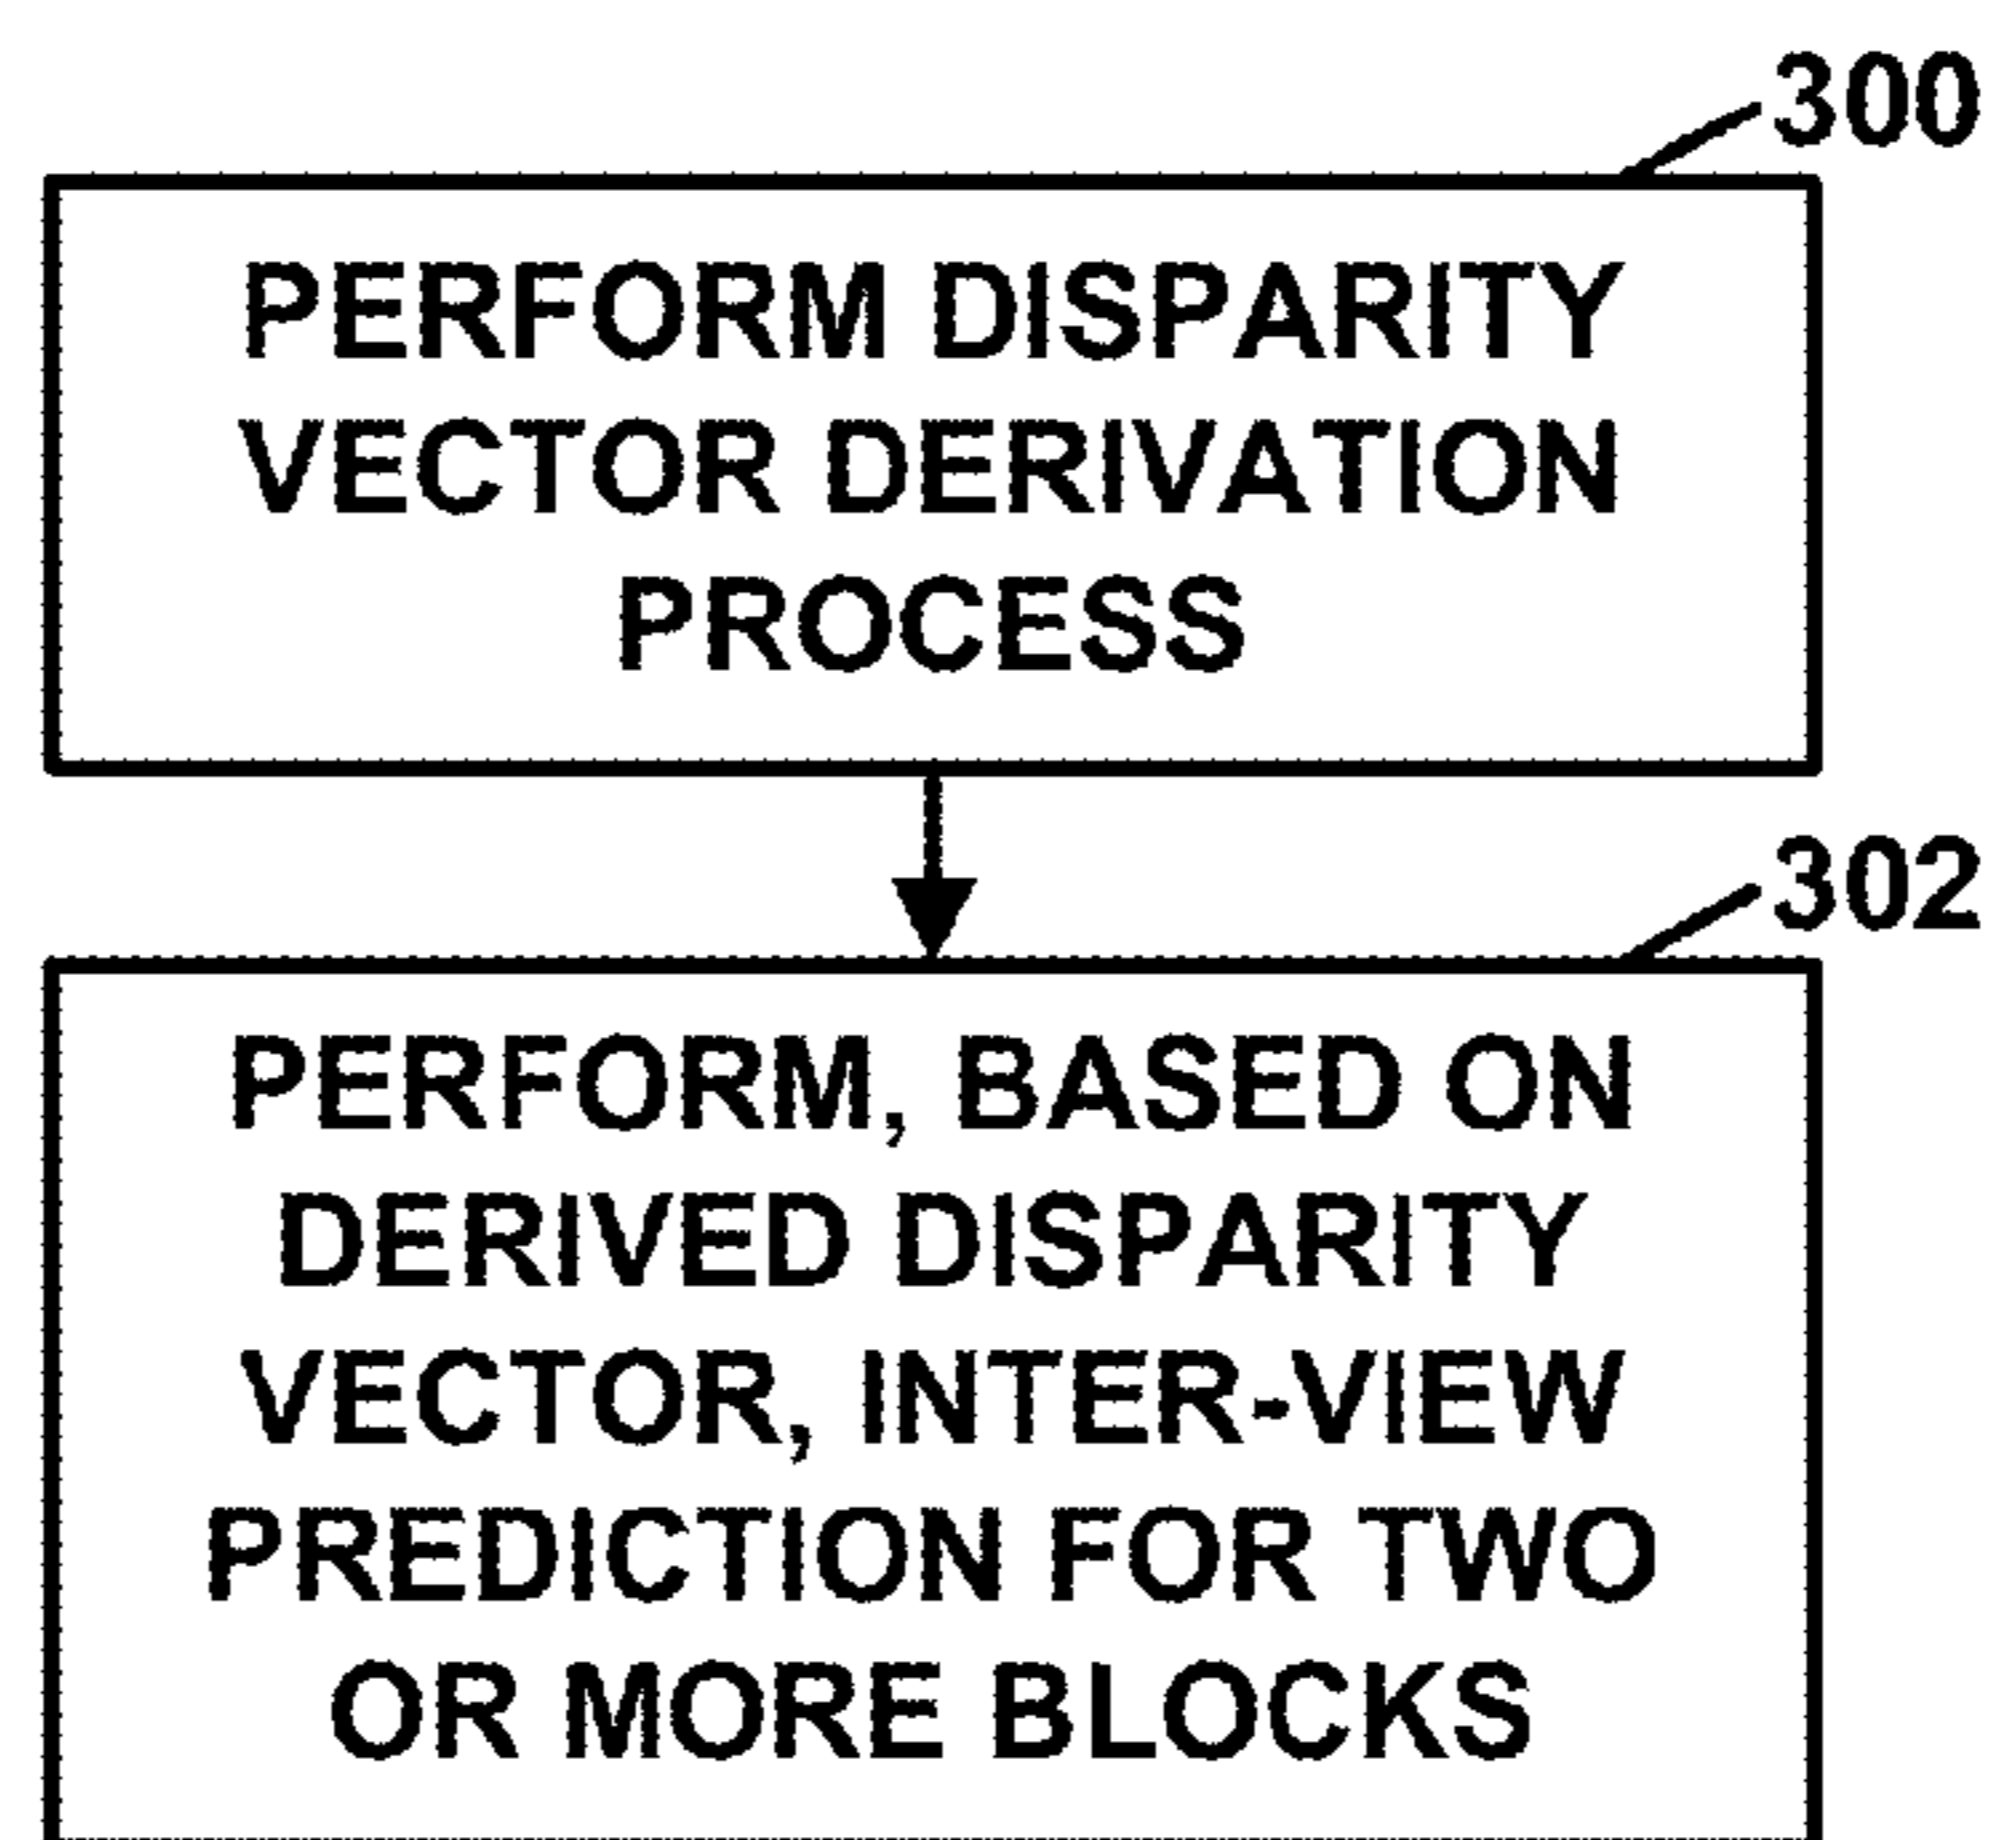 300
PERFORM DISPARITY
VECTOR DERIVATION
PROCESS
302
PERFORM, BASED ON
DERIVED DISPARITY
VECTOR, INTER-VIEW
PREDICTION FOR TWO
OR MORE BLOCKS